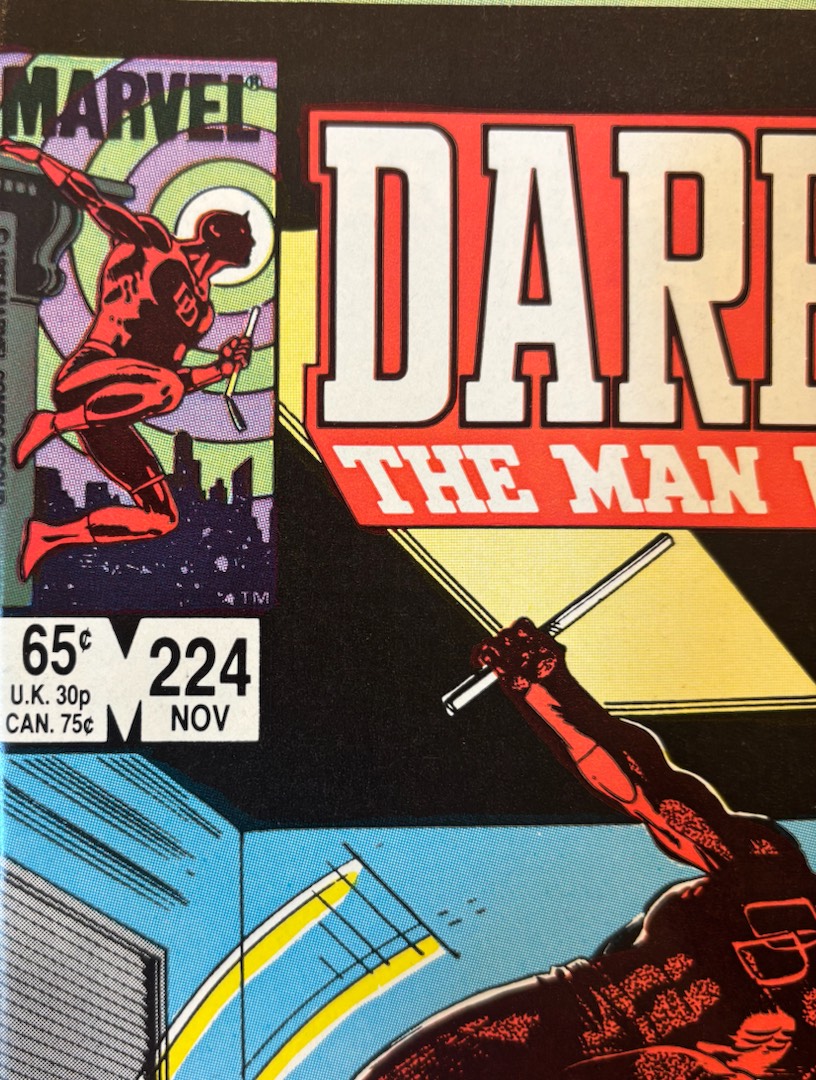 MARVEL®
DARE
THE MAN
TM
65¢
U.K. 30p
CAN. 75¢
224
NOV